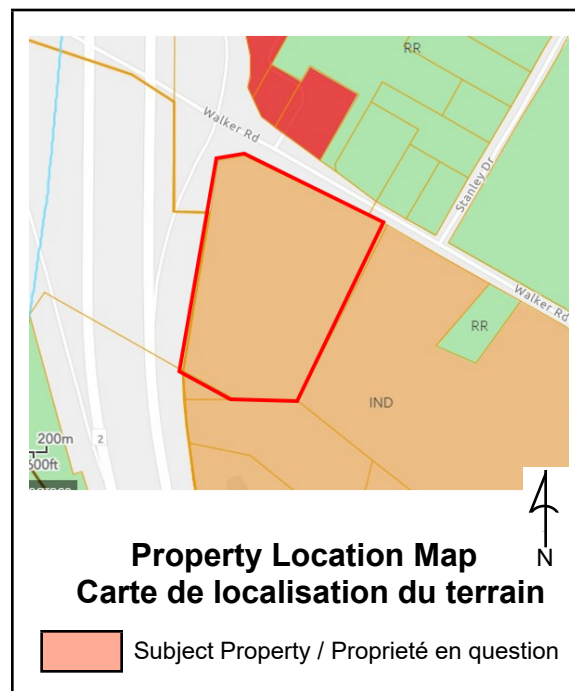 RR
Walker Rd
Stanley Dr
Walker Rd
RR
IND
200m
2
600ft
N
Property Location Map
Carte de localisation du terrain
Subject Property / Proprieté en question